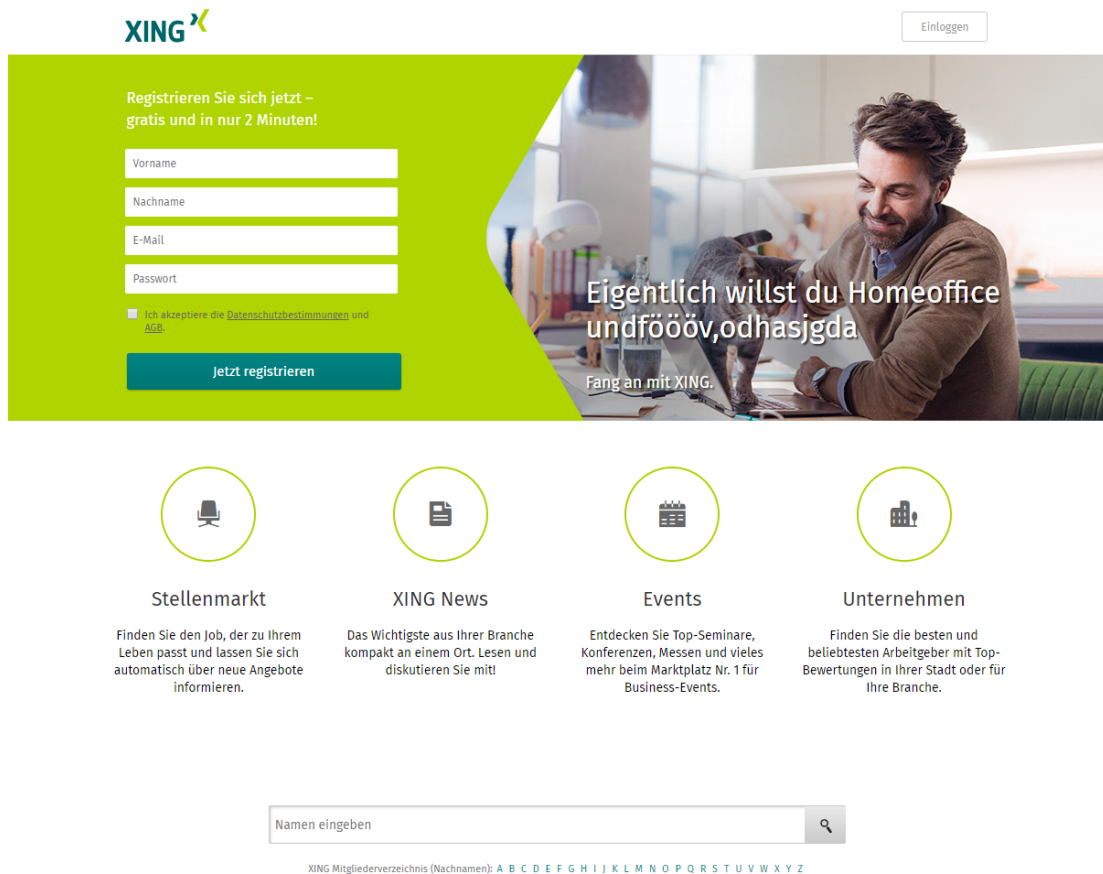 XING
Einloggen
Registrieren Sie sich jetzt –
gratis und in nur 2 Minuten!
Vorname
Nachname
E-Mail
Passwort
Ich akzeptiere die Datenschutzbestimmungen und
AGB.
Jetzt registrieren
Eigentlich willst du Homeoffice
undföööv,odhasjgda
Fang an mit XING.
Stellenmarkt
Finden Sie den Job, der zu Ihrem
Leben passt und lassen Sie sich
automatisch über neue Angebote
informieren.
XING News
Das Wichtigste aus Ihrer Branche
kompakt an einem Ort. Lesen und
diskutieren Sie mit!
Events
Entdecken Sie Top-Seminare,
Konferenzen, Messen und vieles
mehr beim Marktplatz Nr. 1 für
Business-Events.
Unternehmen
Finden Sie die besten und
beliebtesten Arbeitgeber mit Top-
Bewertungen in Ihrer Stadt oder für
Ihre Branche.
Namen eingeben
XING Mitgliederverzeichnis (Nachnamen): A B C D E F G H I J K L M N O P Q R S T U V W X Y Z